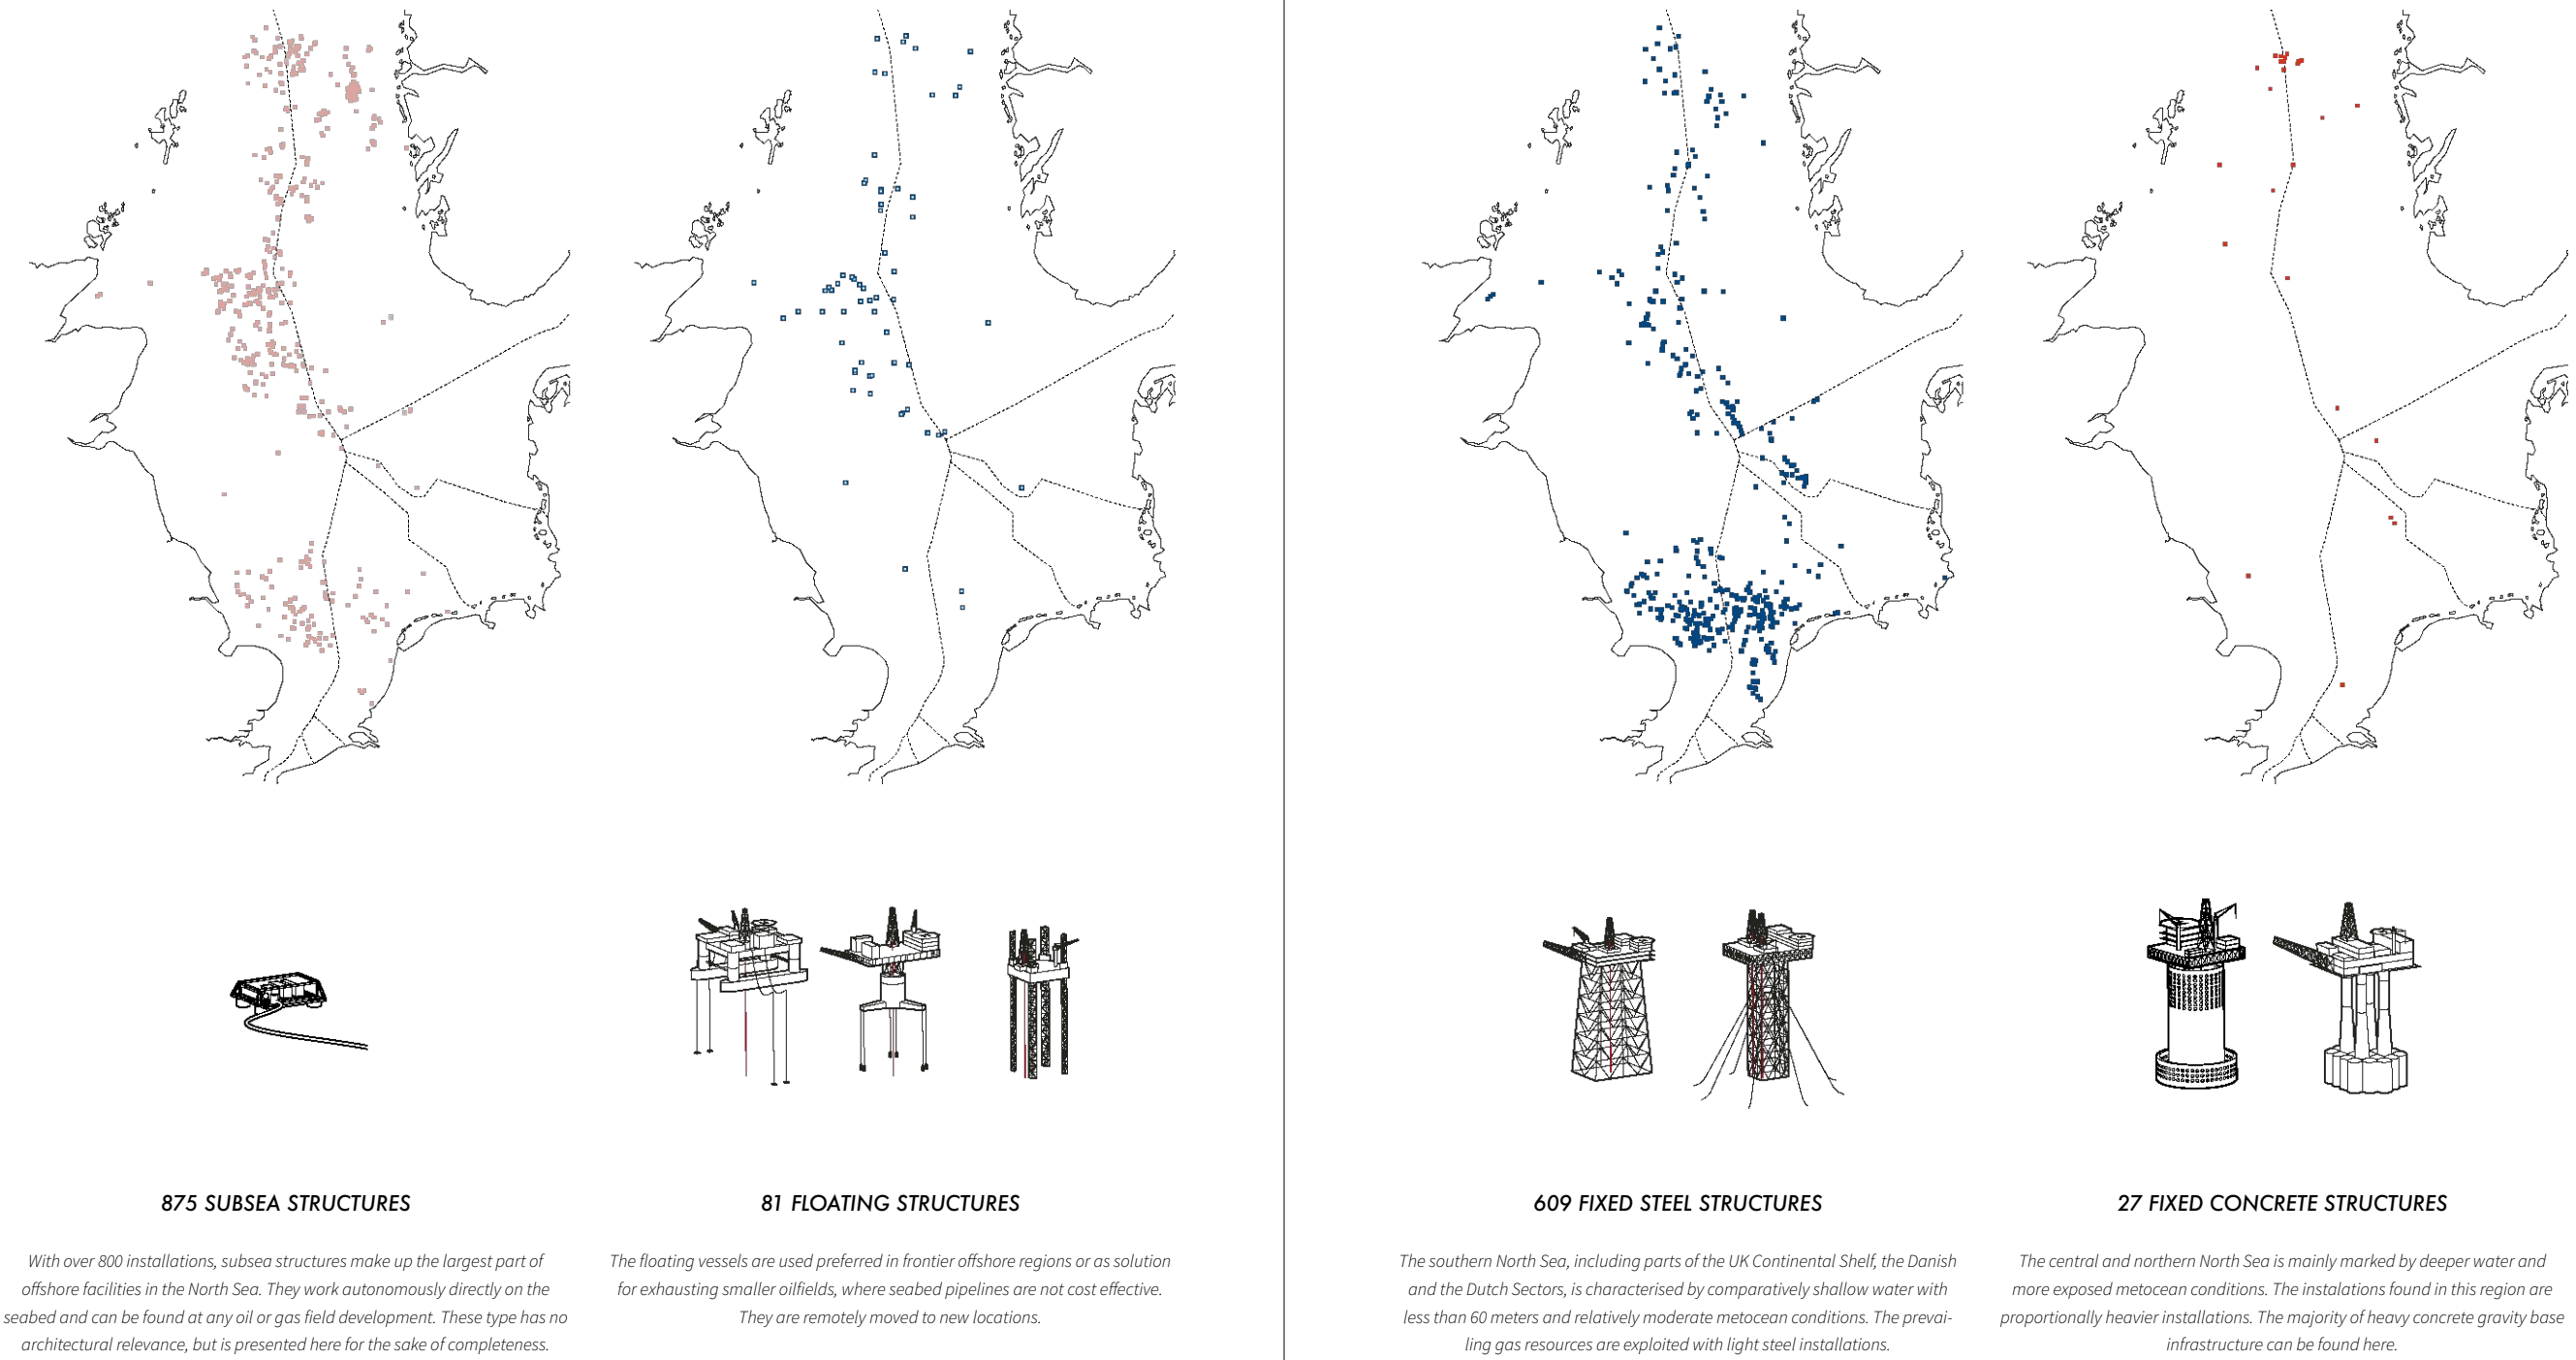 875 SUBSEA STRUCTURES
With over 800 installations, subsea structures make up the largest part of
offshore facilities in the North Sea. They work autonomously directly on the
seabed and can be found at any oil or gas field development. These type has no
architectural relevance, but is presented here for the sake of completeness.
81 FLOATING STRUCTURES
The floating vessels are used preferred in frontier offshore regions or as solution
for exhausting smaller oilfields, where seabed pipelines are not cost effective.
They are remotely moved to new locations.
609 FIXED STEEL STRUCTURES
The southern North Sea, including parts of the UK Continental Shelf, the Danish
and the Dutch Sectors, is characterised by comparatively shallow water with
less than 60 meters and relatively moderate metocean conditions. The prevai-
ling gas resources are exploited with light steel installations.
27 FIXED CONCRETE STRUCTURES
The central and northern North Sea is mainly marked by deeper water and
more exposed metocean conditions. The instalations found in this region are
proportionally heavier installations. The majority of heavy concrete gravity base
infrastructure can be found here.